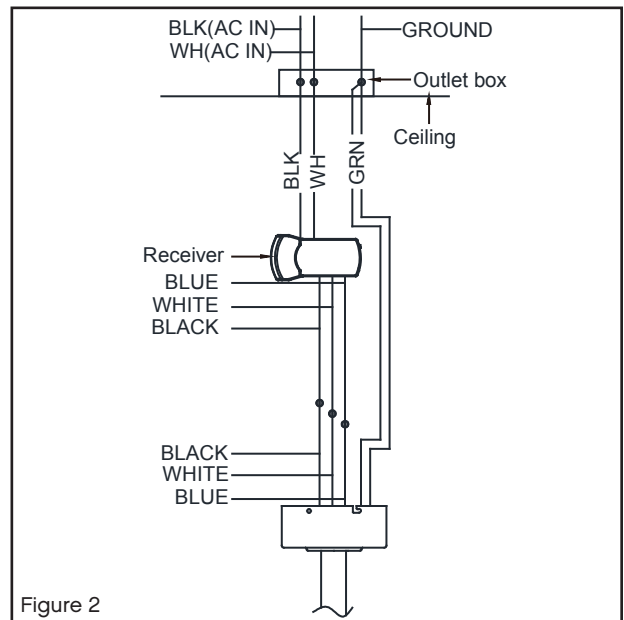 BLK(AC IN)
GROUND
WH(AC IN)
Outlet box
Ceiling
BLK
WH
GRN
Receiver
BLUE
WHITE
BLACK
BLACK
WHITE
BLUE
Figure 2